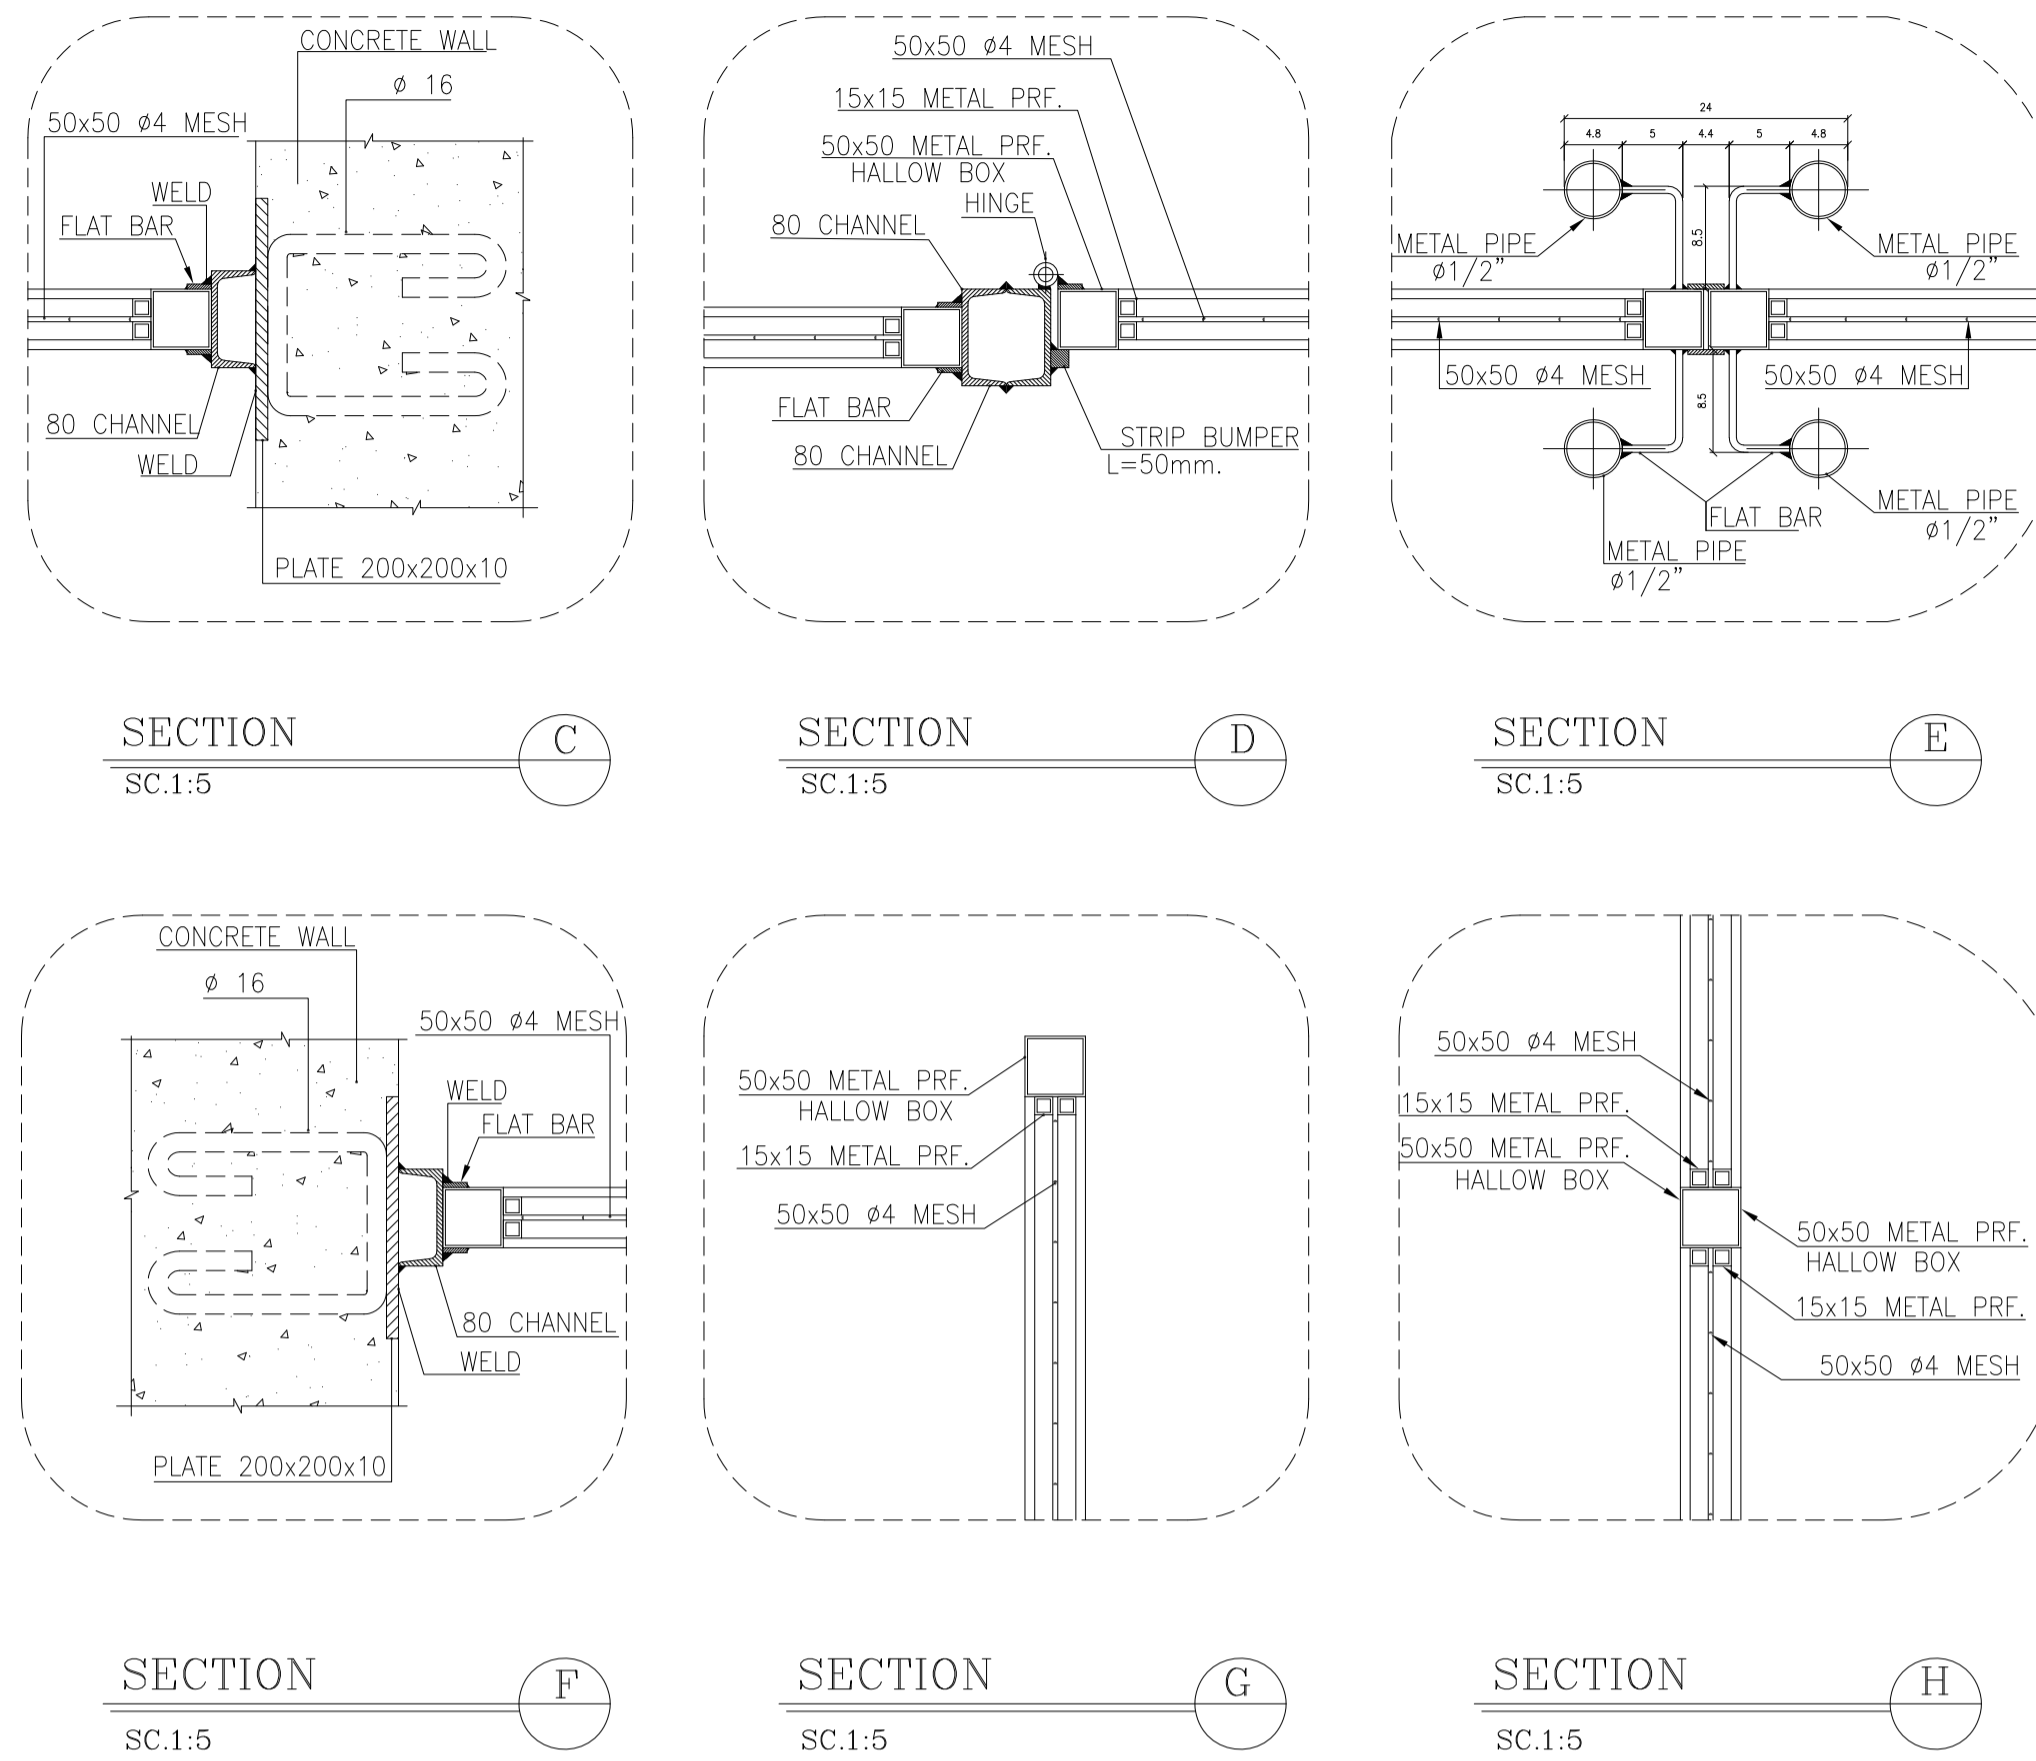 CONCRETE WALL
ø 16
50x50 ø4 MESH
WELD
FLAT BAR
80 CHANNEL
WELD
PLATE 200x200x10
SECTION
C
SC.1:5
50x50 ø4 MESH
15x15 METAL PRF.
50x50 METAL PRF.
HALLOW BOX
HINGE
80 CHANNEL
FLAT BAR
80 CHANNEL
STRIP BUMPER
L=50mm.
SECTION
D
SC.1:5
24
4.8 5 4.4 5 4.8
METAL PIPE
ø1/2"
8.5
METAL PIPE
ø1/2"
50x50 ø4 MESH
50x50 ø4 MESH
8.5
METAL PIPE
ø1/2"
FLAT BAR
METAL PIPE
ø1/2"
SECTION
E
SC.1:5
CONCRETE WALL
ø 16
50x50 ø4 MESH
WELD
FLAT BAR
80 CHANNEL
WELD
PLATE 200x200x10
SECTION
F
SC.1:5
50x50 METAL PRF.
HALLOW BOX
15x15 METAL PRF.
50x50 ø4 MESH
SECTION
G
SC.1:5
50x50 ø4 MESH
15x15 METAL PRF.
50x50 METAL PRF.
HALLOW BOX
50x50 METAL PRF.
HALLOW BOX
15x15 METAL PRF.
50x50 ø4 MESH
SECTION
H
SC.1:5